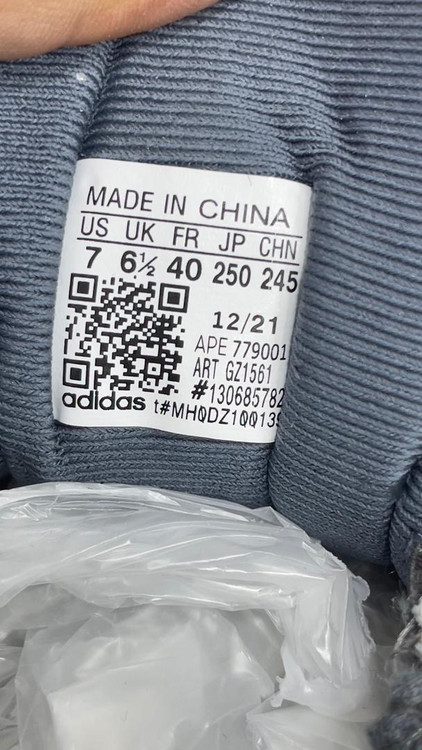 MADE IN CHINA
US UK FR JP CHN
7 6½ 40 250 245
12/21
APE 779001
ART GZ1561
#130685782
adidas t#MHQDZ10013